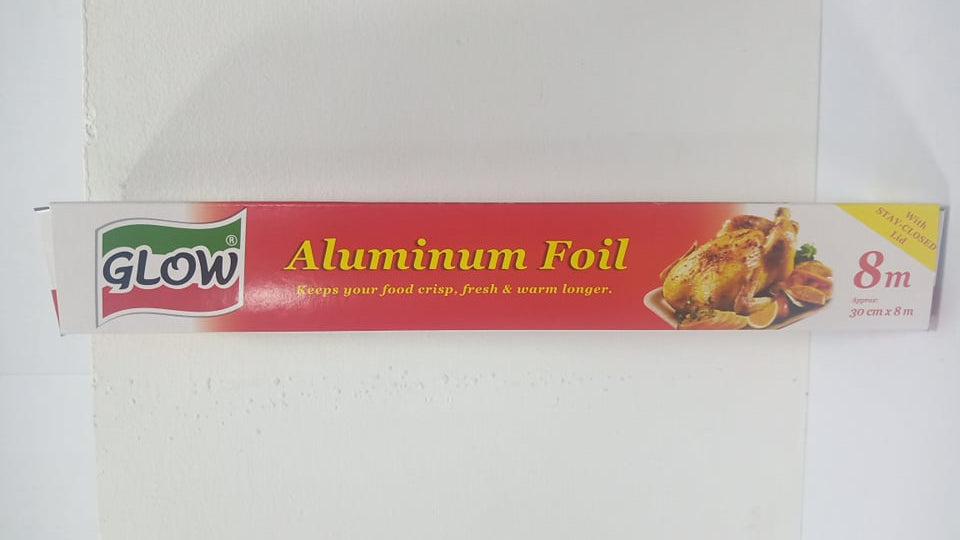 GLOW®
Aluminum Foil
Keeps your food crisp, fresh & warm longer.
With
STAY-CLOSED
Lid
8m
Approx:
30 cm x 8 m